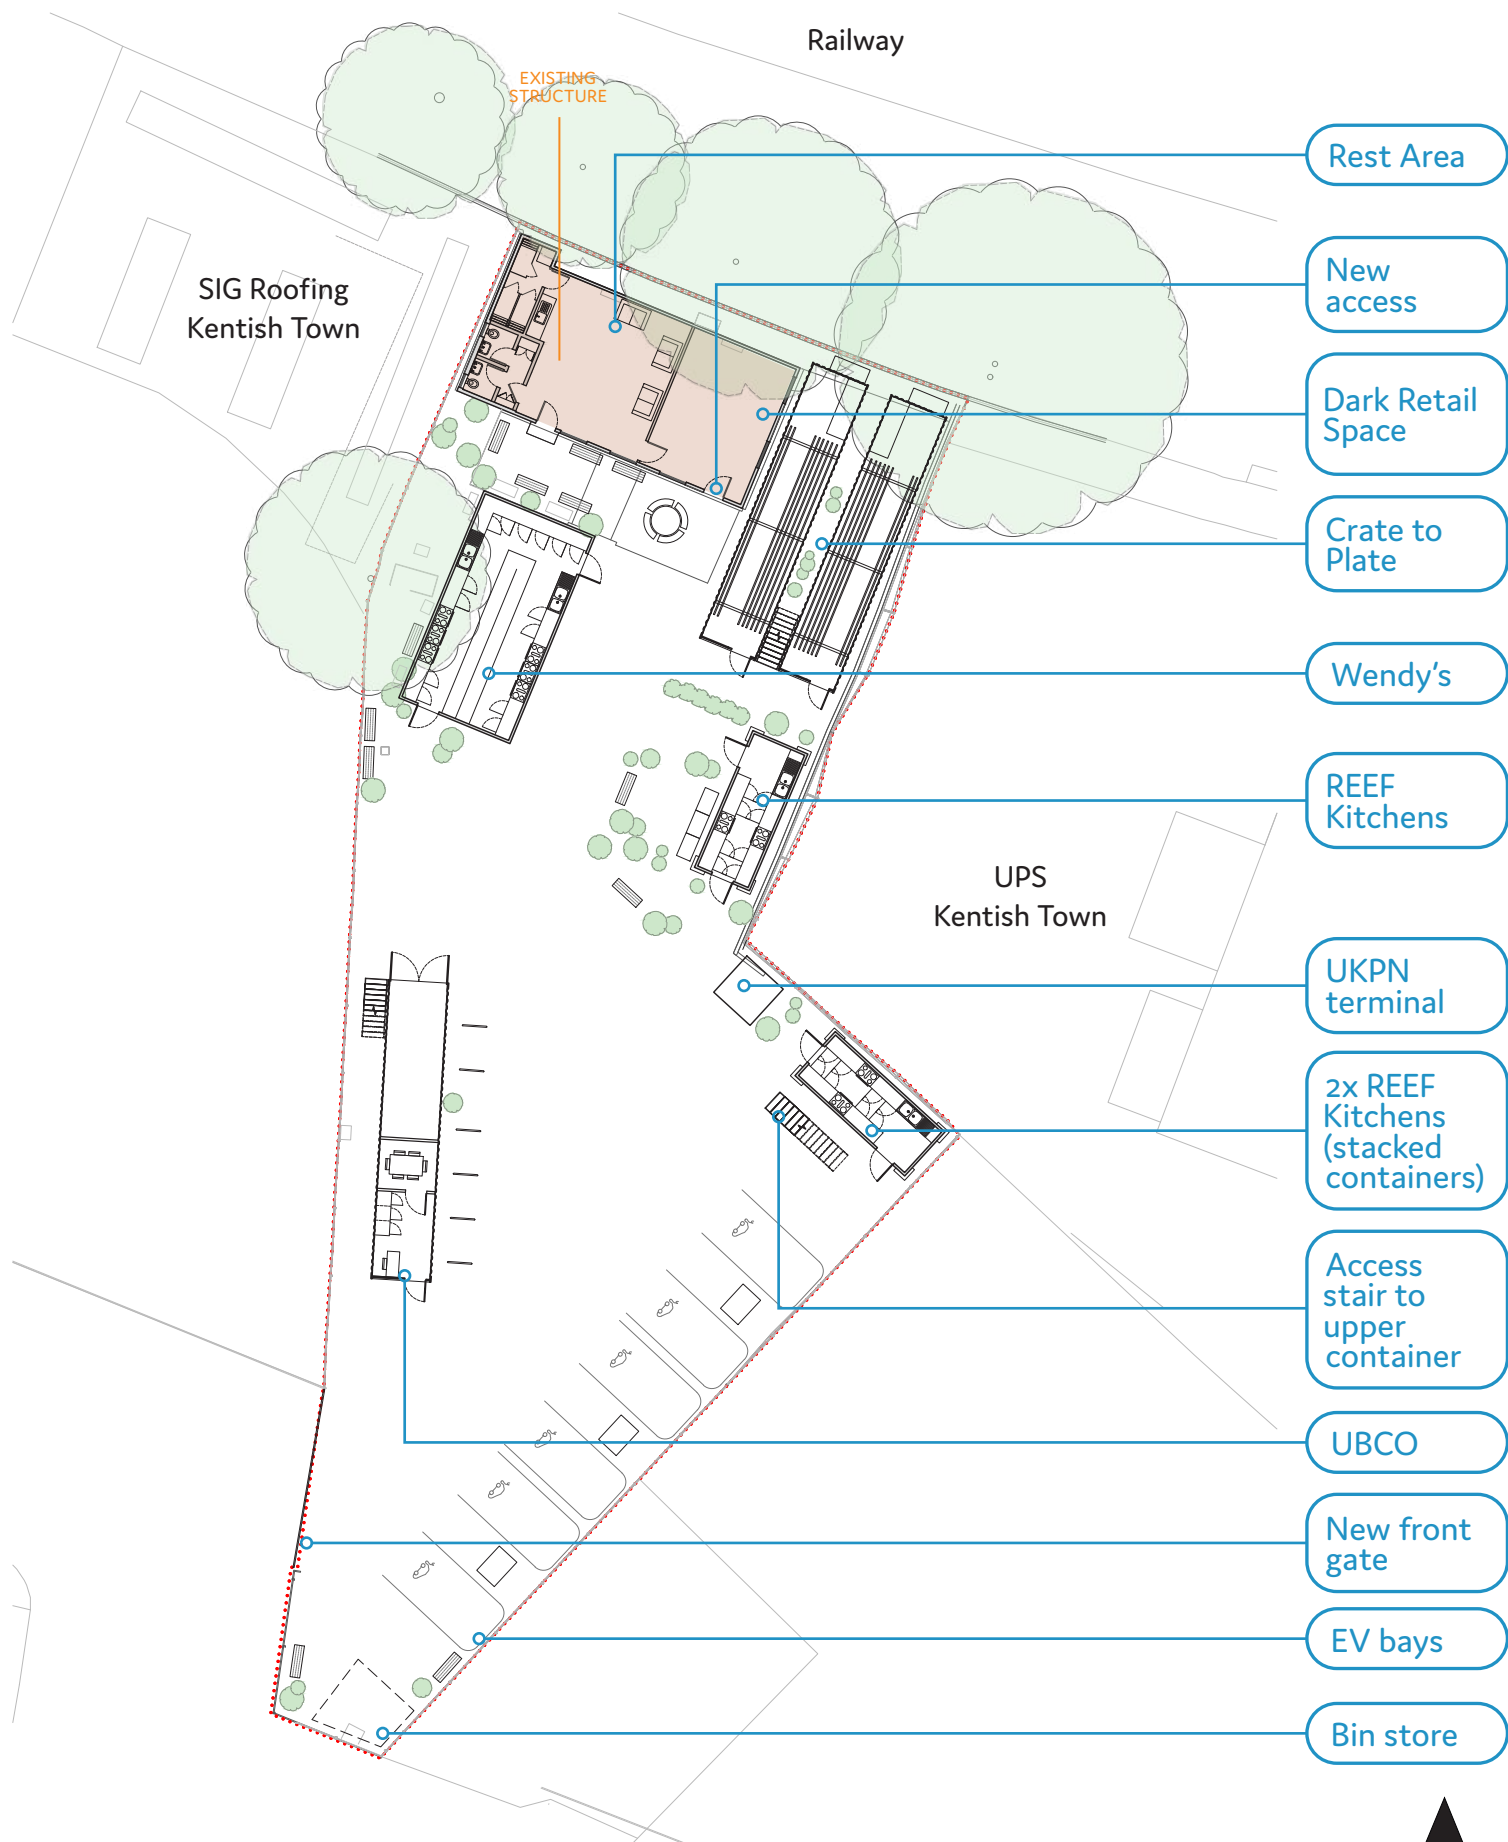 Railway
EXISTING
STRUCTURE
Rest Area
New
access
SIG Roofing
Kentish Town
Dark Retail
Space
Crate to
Plate
Wendy's
REEF
Kitchens
UPS
Kentish Town
UKPN
terminal
2x REEF
Kitchens
(stacked
containers)
Access
stair to
upper
container
UBCO
New front
gate
EV bays
Bin store